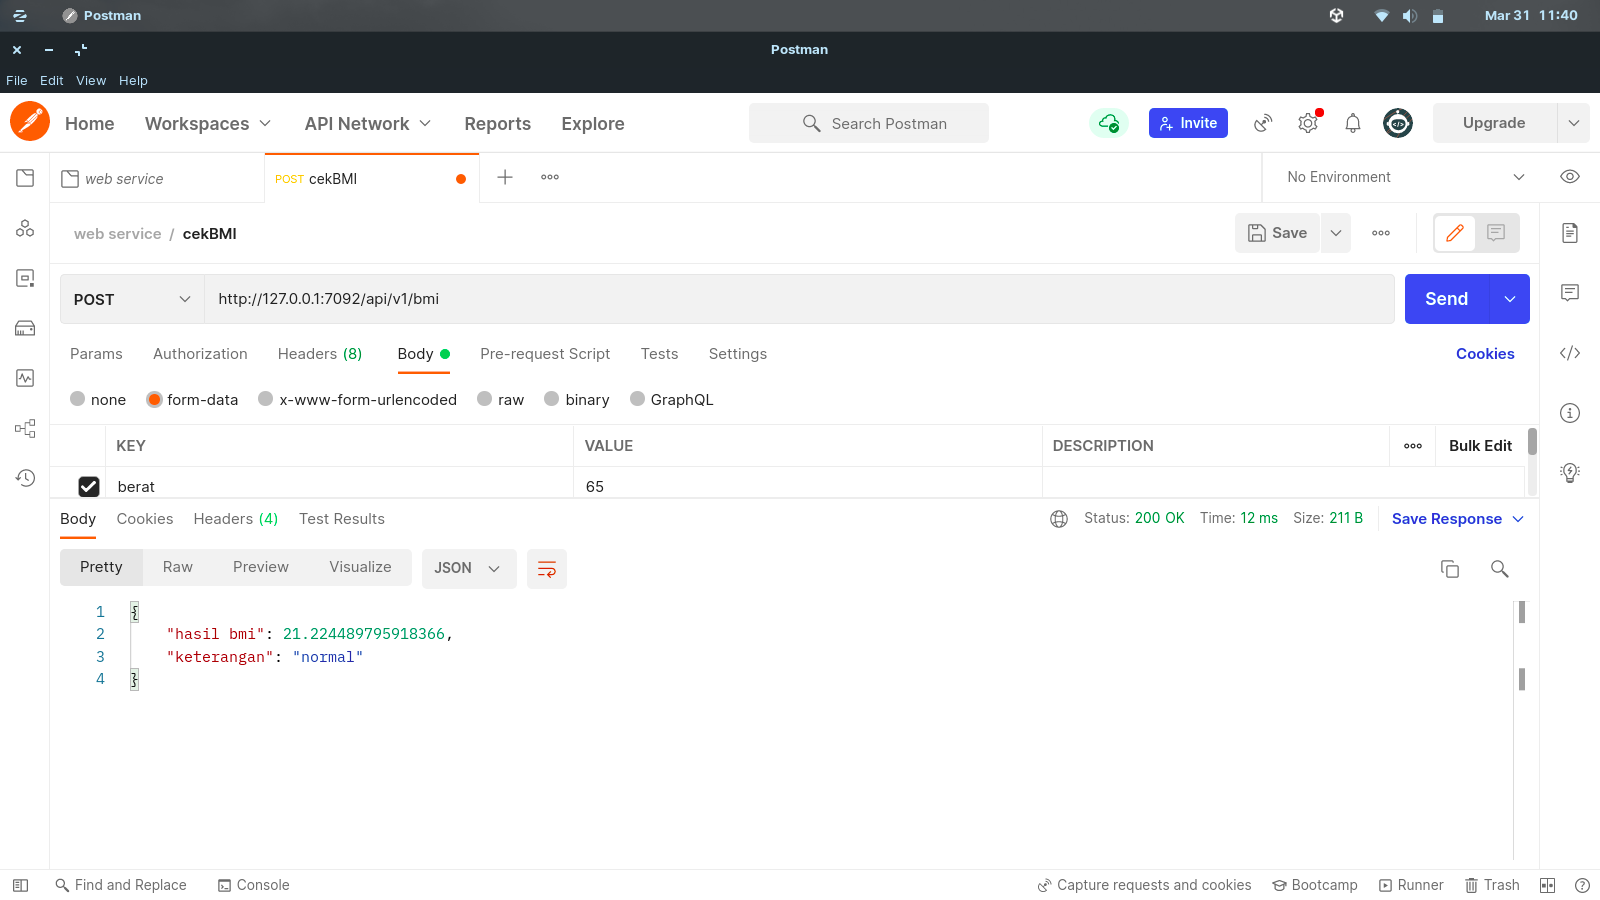 Postman
Mar 31 11:40
Postman
File Edit View Help
Home Workspaces API Network Reports Explore
Search Postman
Invite
Upgrade
web service
POST cekBMI
No Environment
web service / cekBMI
Save
POST http://127.0.0.1:7092/api/v1/bmi
Send
Params Authorization Headers (8) Body Pre-request Script Tests Settings Cookies
none form-data x-www-form-urlencoded raw binary GraphQL
KEY VALUE DESCRIPTION Bulk Edit
berat 65
Body Cookies Headers (4) Test Results Status: 200 OK Time: 12 ms Size: 211 B Save Response
Pretty Raw Preview Visualize JSON
1 {
2 "hasil bmi": 21.224489795918366,
3 "keterangan": "normal"
4 }
Find and Replace Console Capture requests and cookies Bootcamp Runner Trash